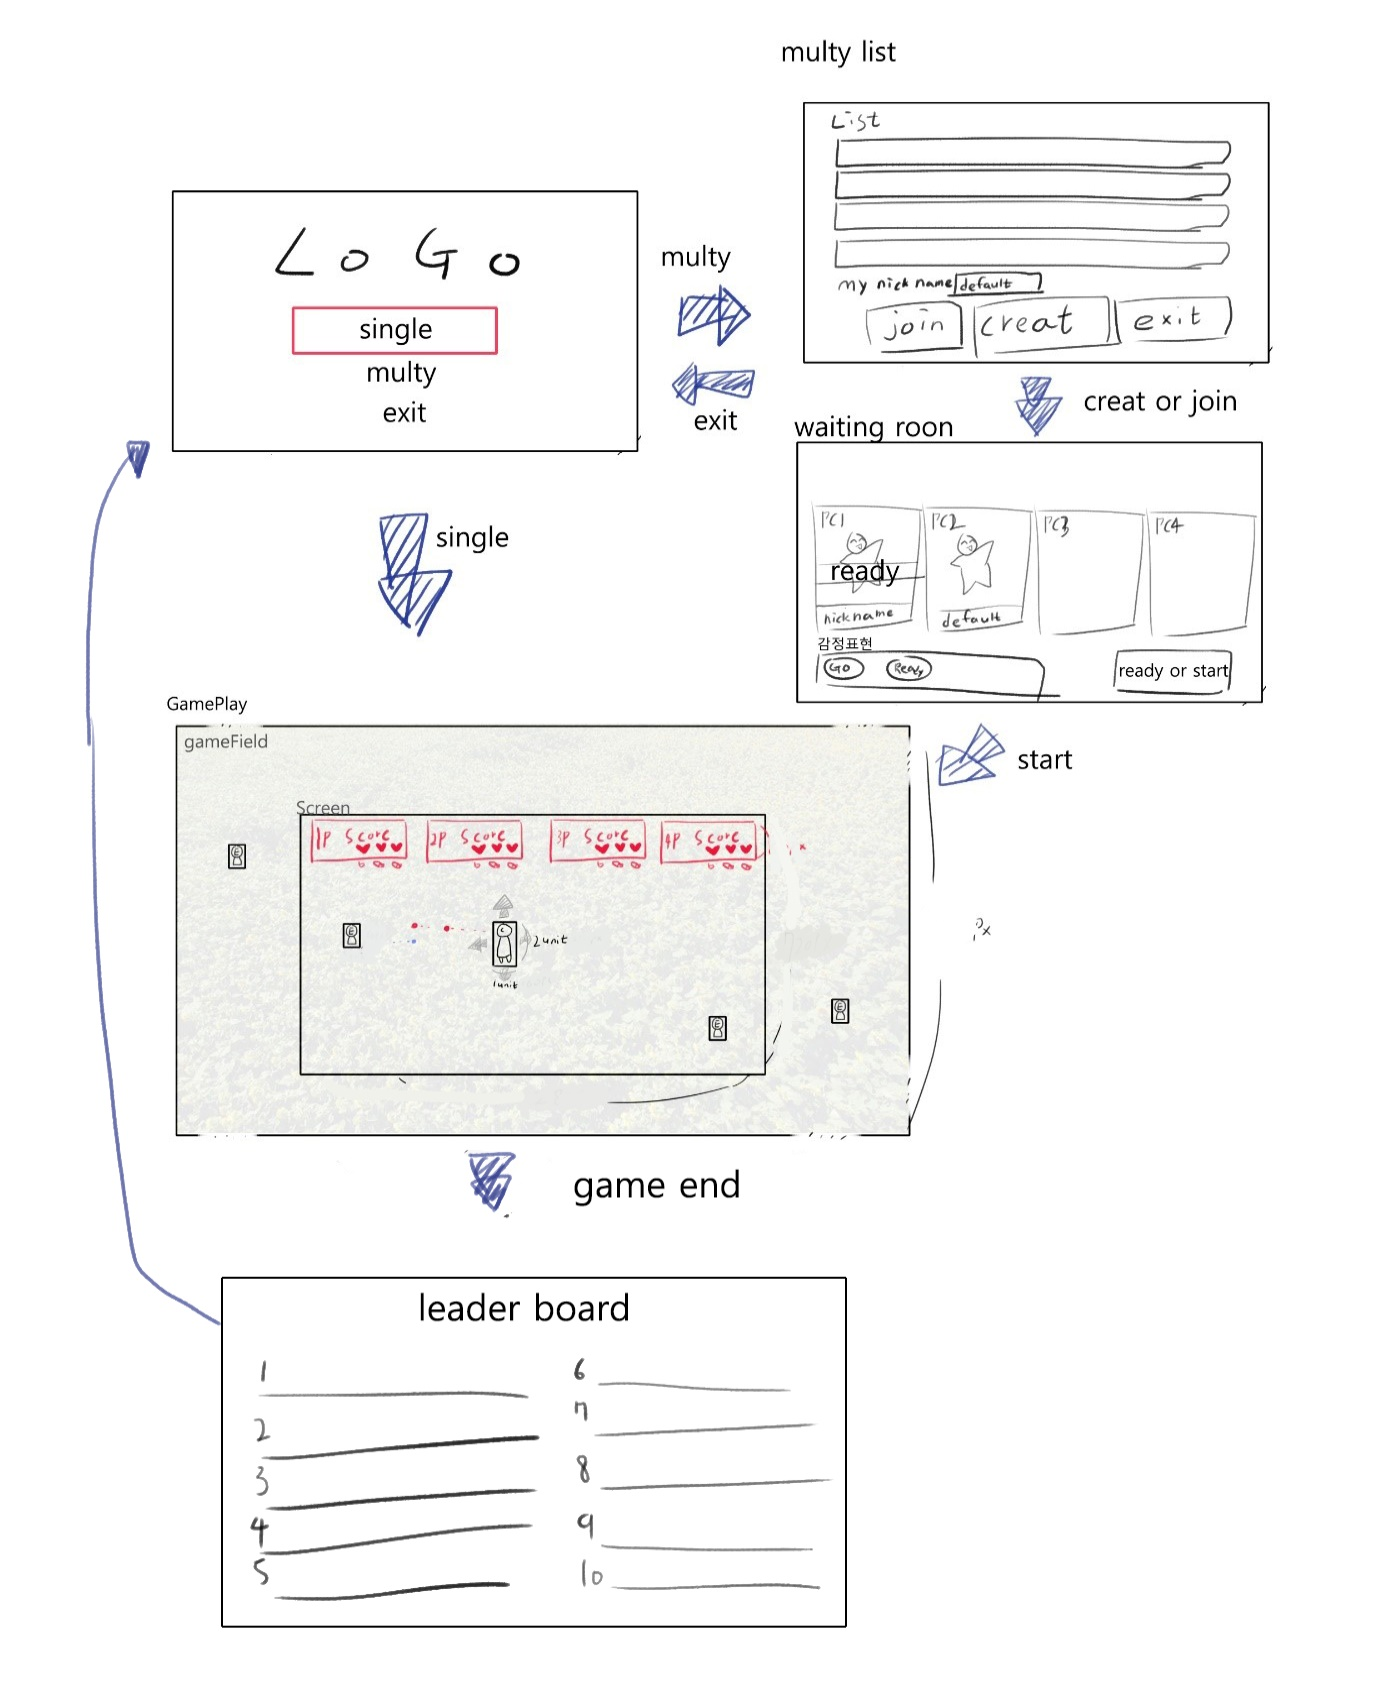 multy list
List
my nick name default
join creat exit
LoGo
single
multy
exit
multy
exit
creat or join
waiting roon
PC1 PC2 PC3 PC4
ready
nickname default
감정표현
Go Ready
ready or start
single
start
GamePlay
gameField
Screen
1P Score 2P Score 3P Score 4P Score
E
E
2unit
1unit
E
E
game end
leader board
1
2
3
4
5
6
7
8
9
10